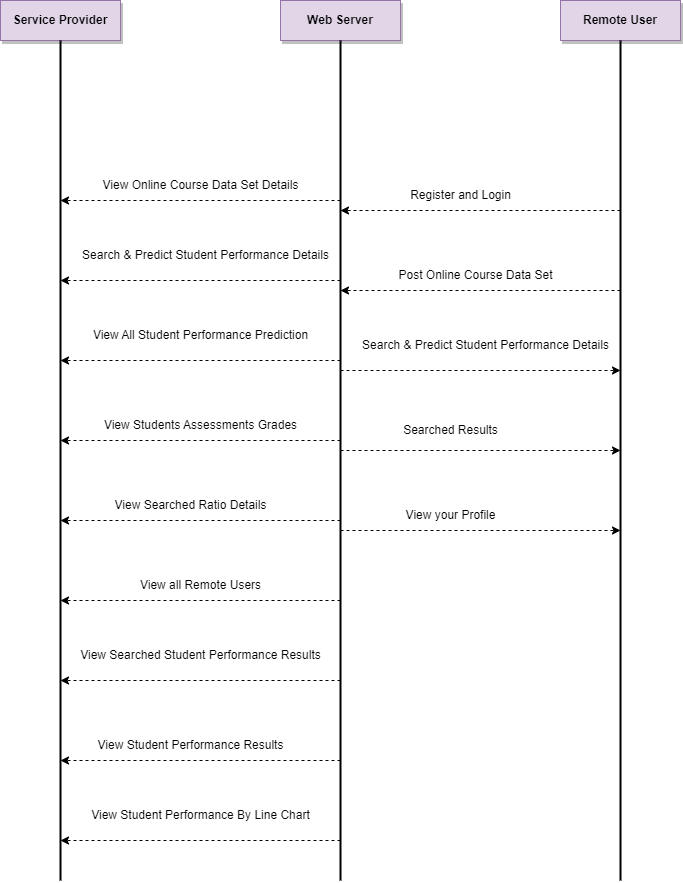 Service Provider
Web Server
Remote User
View Online Course Data Set Details
Register and Login
Search & Predict Student Performance Details
Post Online Course Data Set
View All Student Performance Prediction
Search & Predict Student Performance Details
View Students Assessments Grades
Searched Results
View Searched Ratio Details
View your Profile
View all Remote Users
View Searched Student Performance Results
View Student Performance Results
View Student Performance By Line Chart